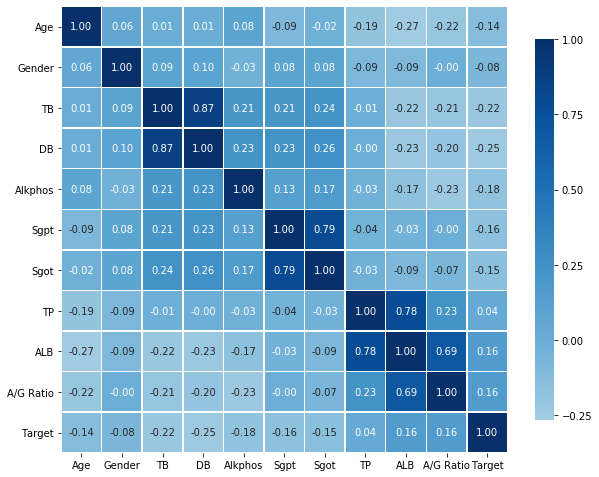 Age 1.00 0.06 0.01 0.01 0.08 -0.09 -0.02 -0.19 -0.27 -0.22 -0.14
Gender 0.06 1.00 0.09 0.10 -0.03 0.08 0.08 -0.09 -0.09 -0.00 -0.08
TB 0.01 0.09 1.00 0.87 0.21 0.21 0.24 -0.01 -0.22 -0.21 -0.22
DB 0.01 0.10 0.87 1.00 0.23 0.23 0.26 -0.00 -0.23 -0.20 -0.25
Alkphos 0.08 -0.03 0.21 0.23 1.00 0.13 0.17 -0.03 -0.17 -0.23 -0.18
Sgpt -0.09 0.08 0.21 0.23 0.13 1.00 0.79 -0.04 -0.03 -0.00 -0.16
Sgot -0.02 0.08 0.24 0.26 0.17 0.79 1.00 -0.03 -0.09 -0.07 -0.15
TP -0.19 -0.09 -0.01 -0.00 -0.03 -0.04 -0.03 1.00 0.78 0.23 0.04
ALB -0.27 -0.09 -0.22 -0.23 -0.17 -0.03 -0.09 0.78 1.00 0.69 0.16
A/G Ratio -0.22 -0.00 -0.21 -0.20 -0.23 -0.00 -0.07 0.23 0.69 1.00 0.16
Target -0.14 -0.08 -0.22 -0.25 -0.18 -0.16 -0.15 0.04 0.16 0.16 1.00
Age Gender TB DB Alkphos Sgpt Sgot TP ALB A/G Ratio Target
1.00
0.75
0.50
0.25
0.00
−0.25